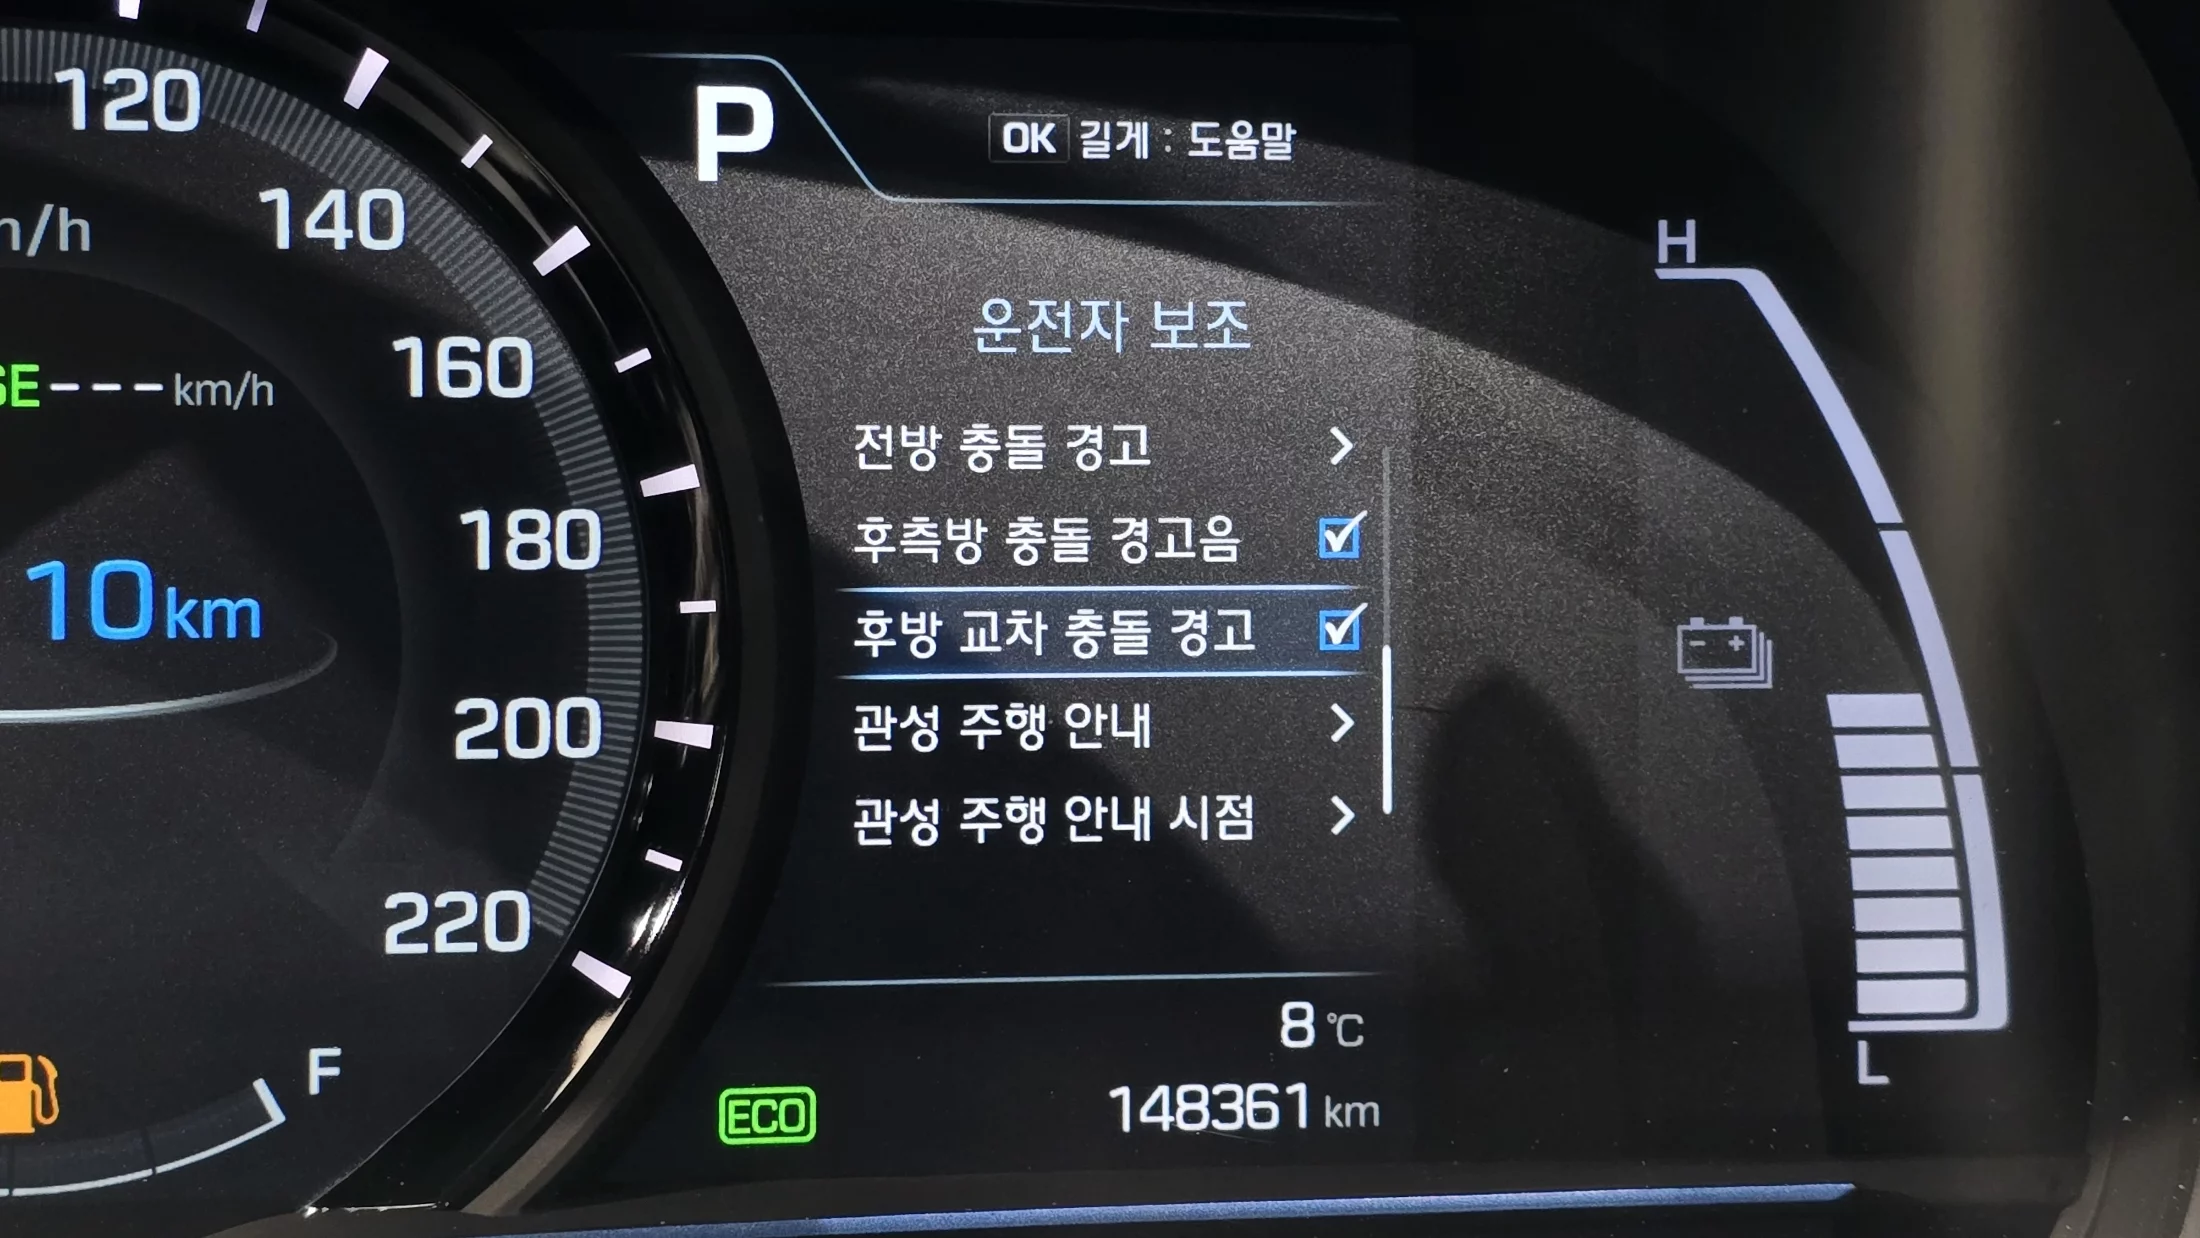 120
140
160
180
200
220
km/h
10km
F
P
OK 길게 : 도움말
운전자 보조
전방 충돌 경고
후측방 충돌 경고음
후방 교차 충돌 경고
관성 주행 안내
관성 주행 안내 시점
8 °C
ECO
148361 km
H
L